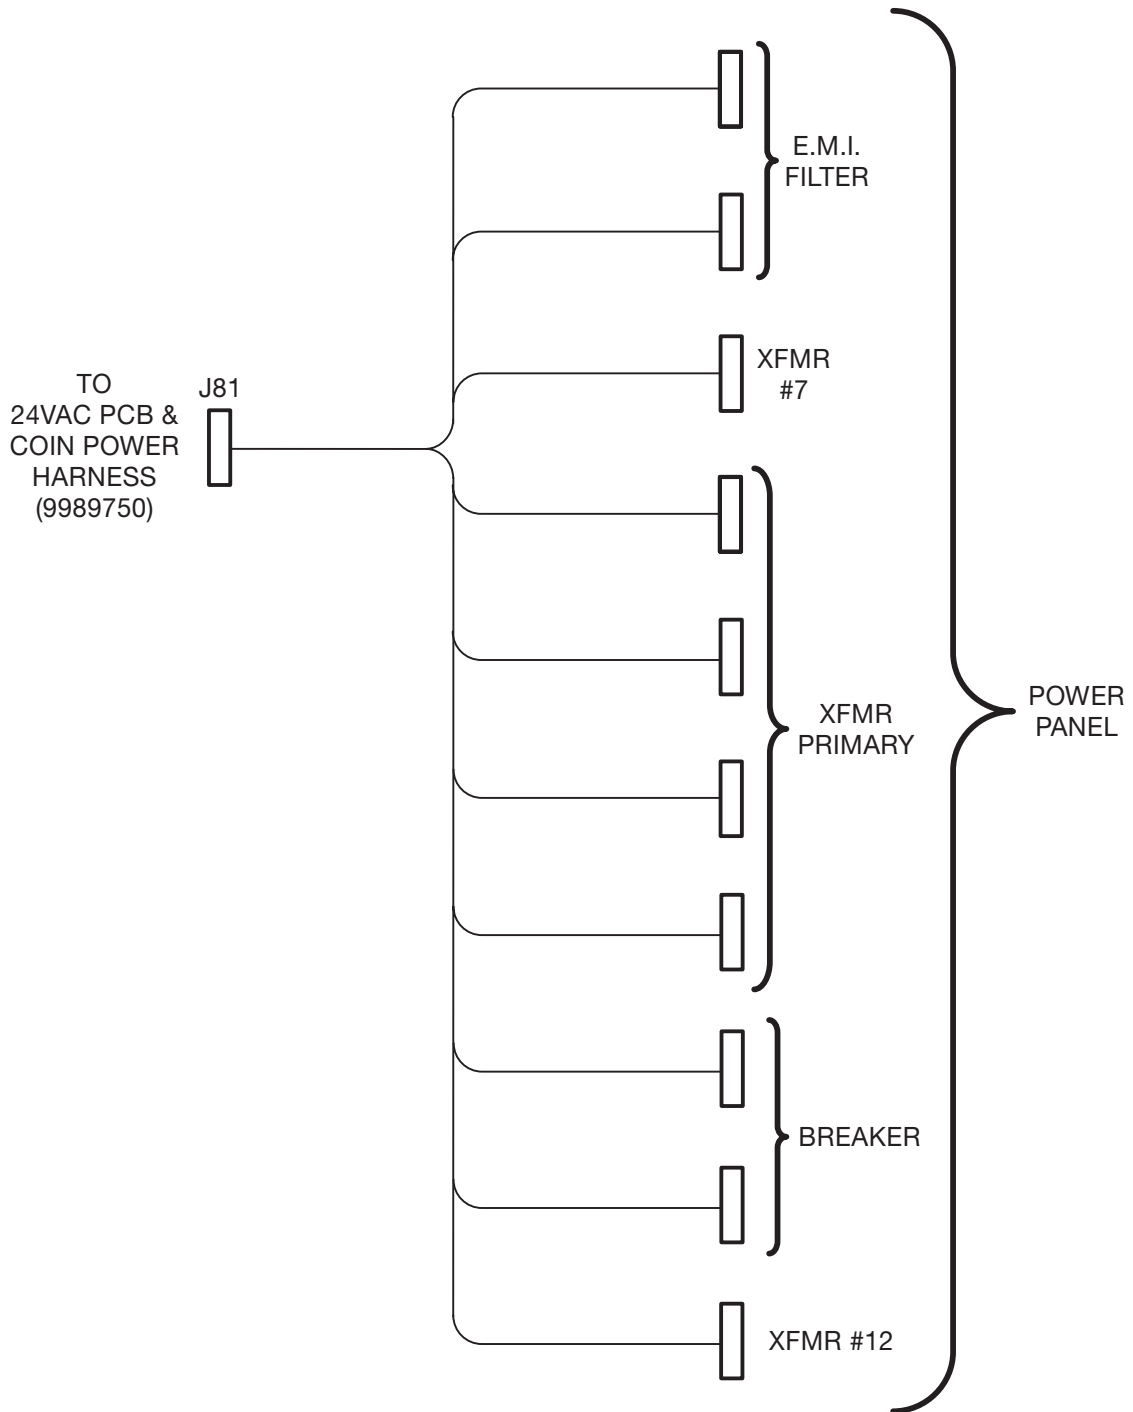 E.M.I.
FILTER
XFMR
#7
TO
24VAC PCB &
COIN POWER
HARNESS
(9989750)
J81
XFMR
PRIMARY
POWER
PANEL
BREAKER
XFMR #12